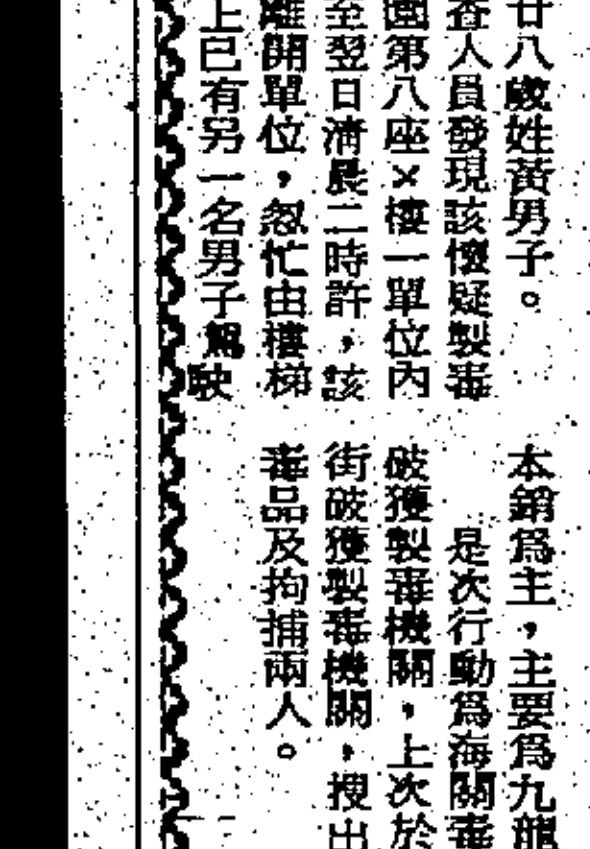 廿八歲姓黃男子。
查人員發現該懷疑製毒
園第八座×樓一單位內
至翌日清晨二時許,該
離開單位,怱忙由樓梯
上已有另一名男子駕駛
本銷爲主,主要爲九龍
是次行動爲海關毒
破獲製毒機關,上次於
街破獲製毒機關,搜出
毒品及拘捕兩人。